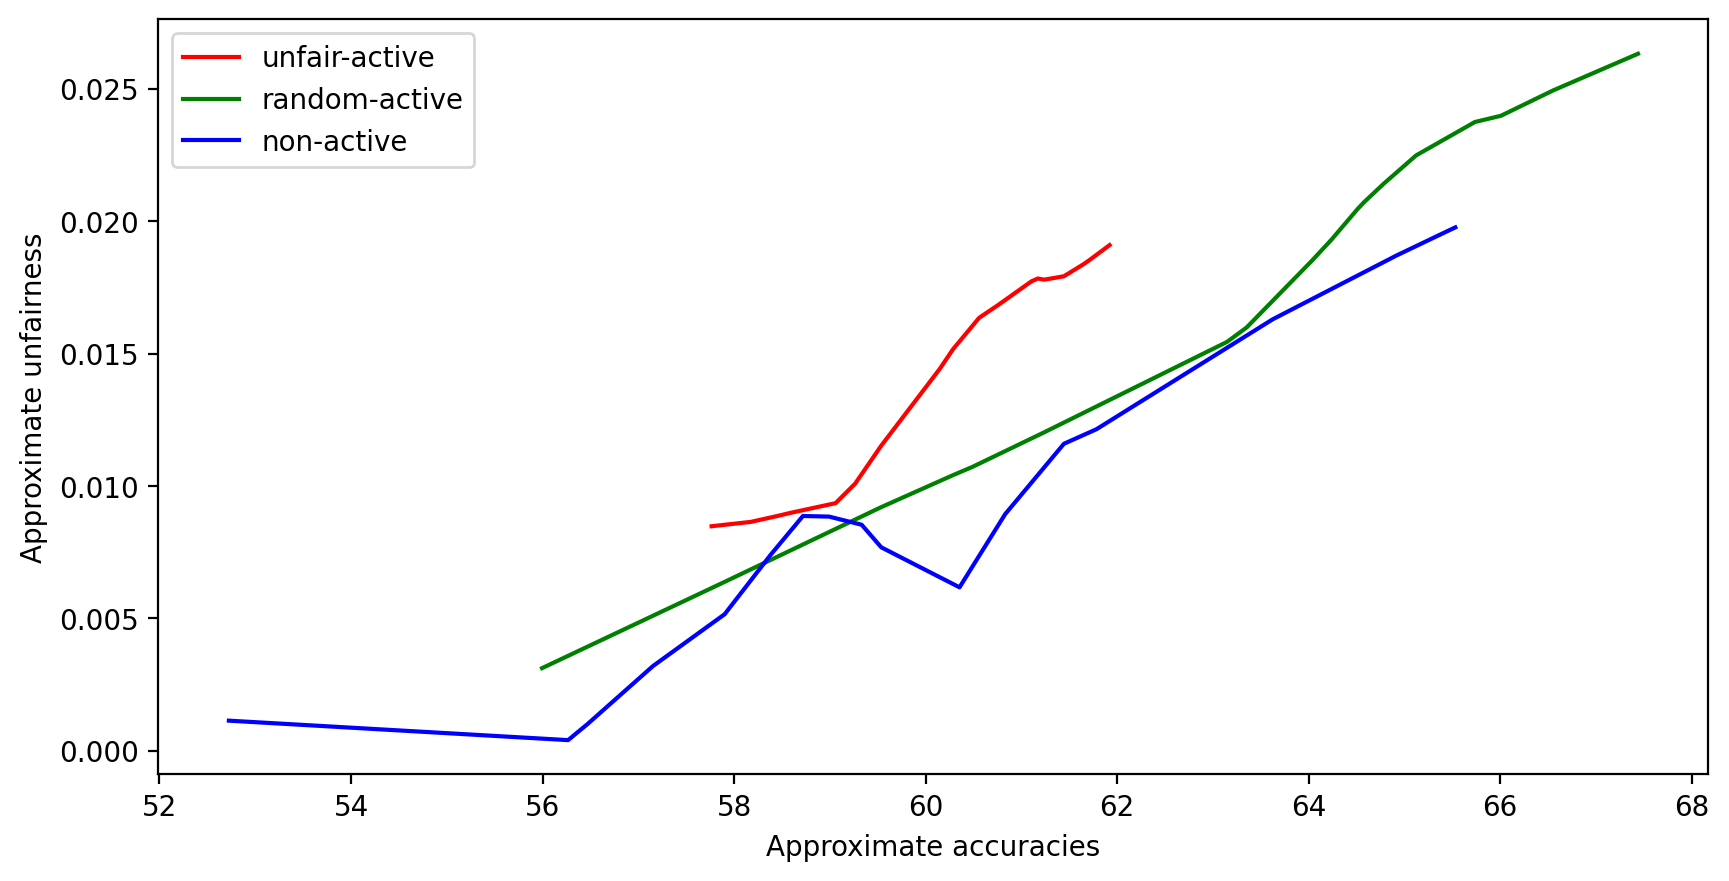 unfair-active
random-active
non-active
Approximate unfairness
0.025
0.020
0.015
0.010
0.005
0.000
52 54 56 58 60 62 64 66 68
Approximate accuracies